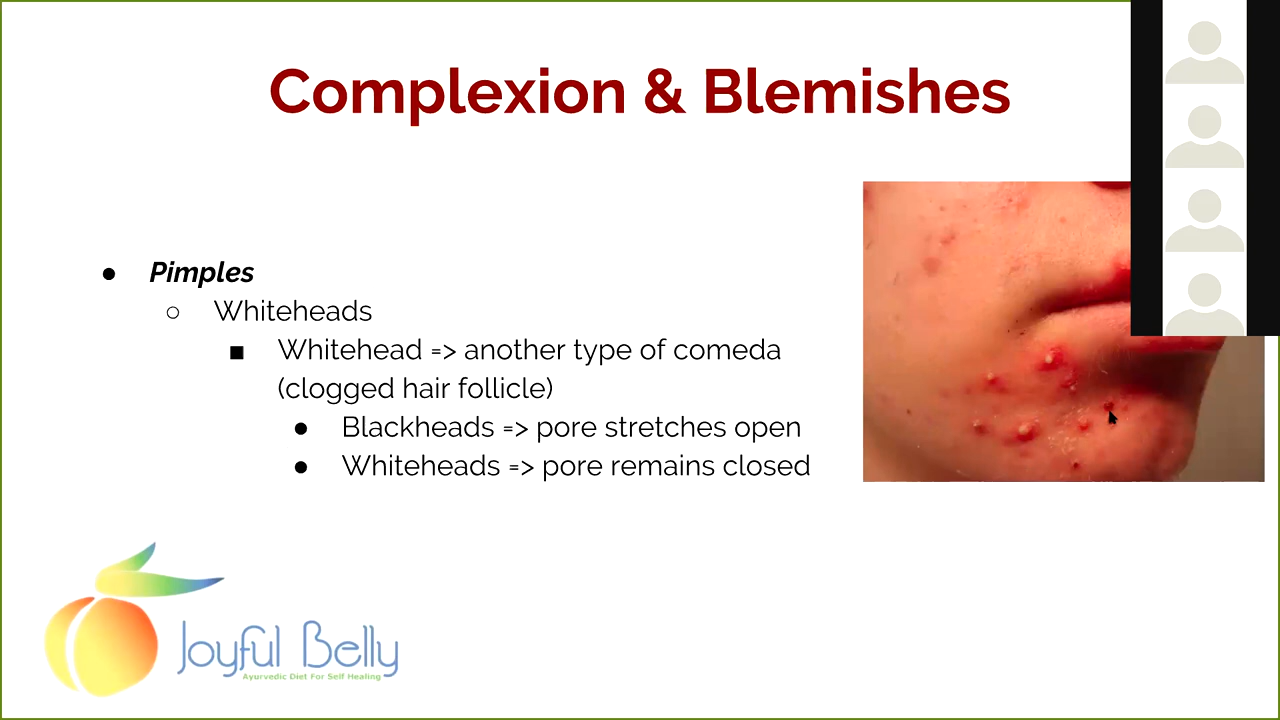 Complexion & Blemishes
● Pimples
○ Whiteheads
■ Whitehead => another type of comeda
(clogged hair follicle)
● Blackheads => pore stretches open
● Whiteheads => pore remains closed
Joyful Belly
Ayurvedic Diet For Self Healing